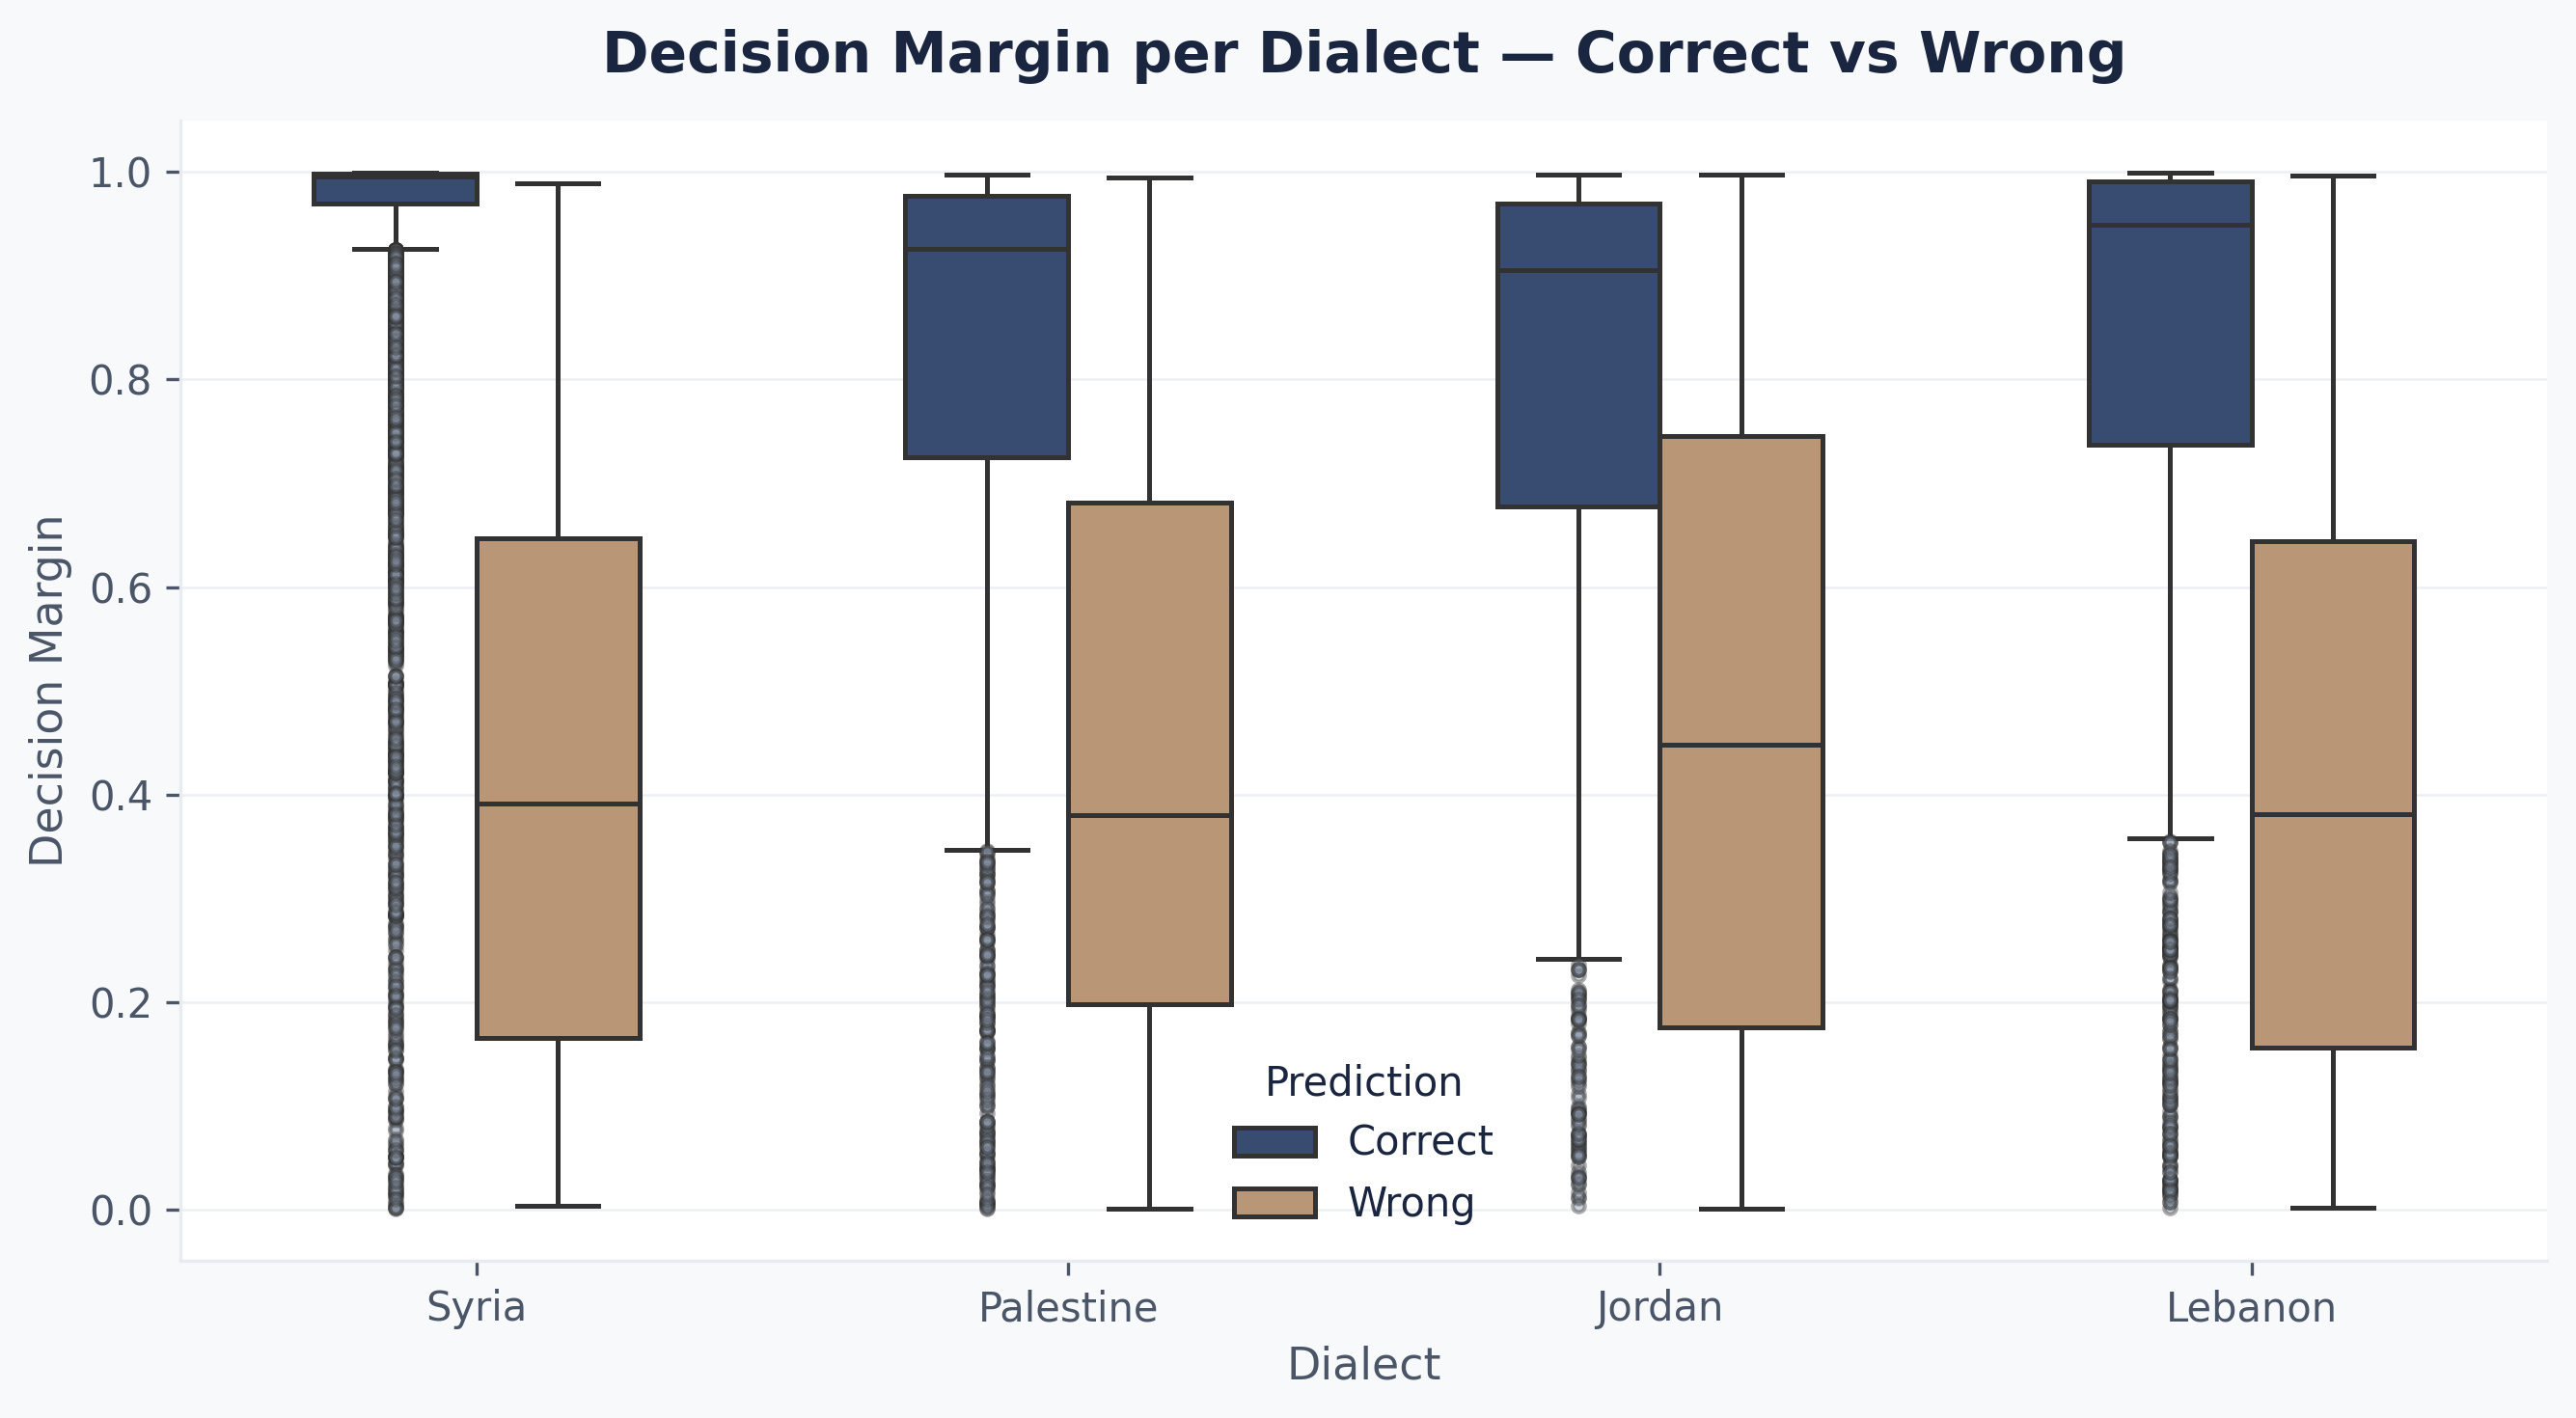 Decision Margin per Dialect — Correct vs Wrong
Decision Margin
1.0
0.8
0.6
0.4
0.2
0.0
Prediction
Correct
Wrong
Syria
Palestine
Jordan
Lebanon
Dialect